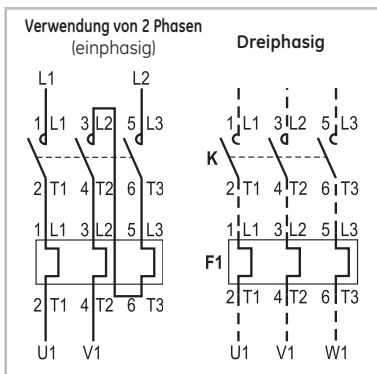 Verwendung von 2 Phasen
(einphasig)
Dreiphasig
L1 L2
1 L1 3 L2 5 L3
2 T1 4 T2 6 T3
1 L1 3 L2 5 L3
2 T1 4 T2 6 T3
U1 V1
1 L1 3 L2 5 L3
K
2 T1 4 T2 6 T3
1 L1 3 L2 5 L3
F1
2 T1 4 T2 6 T3
U1 V1 W1